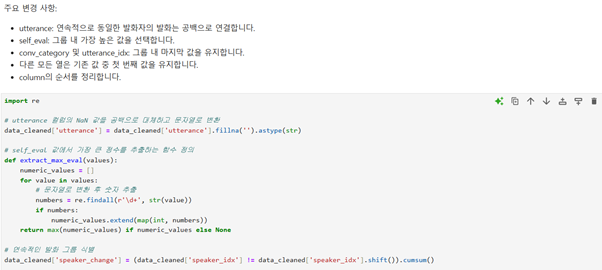 주요 변경 사항:
utterance: 연속적으로 동일한 발화자의 발화는 공백으로 연결합니다.
self_eval: 그룹 내 가장 높은 값을 선택합니다.
conv_category 및 utterance_idx: 그룹 내 마지막 값을 유지합니다.
다른 모든 열은 기존 값 중 첫 번째 값을 유지합니다.
column의 순서를 정리합니다.
import re
# utterance 컬럼의 NaN 값을 공백으로 대체하고 문자열로 변환
data_cleaned['utterance'] = data_cleaned['utterance'].fillna('').astype(str)
# self_eval 값에서 가장 큰 정수를 추출하는 함수 정의
def extract_max_eval(values):
    numeric_values = []
    for value in values:
        # 문자열로 변환 후 숫자 추출
        numbers = re.findall(r'\d+', str(value))
        if numbers:
            numeric_values.extend(map(int, numbers))
    return max(numeric_values) if numeric_values else None
# 연속적인 발화 그룹 식별
data_cleaned['speaker_change'] = (data_cleaned['speaker_idx'] != data_cleaned['speaker_idx'].shift()).cumsum()